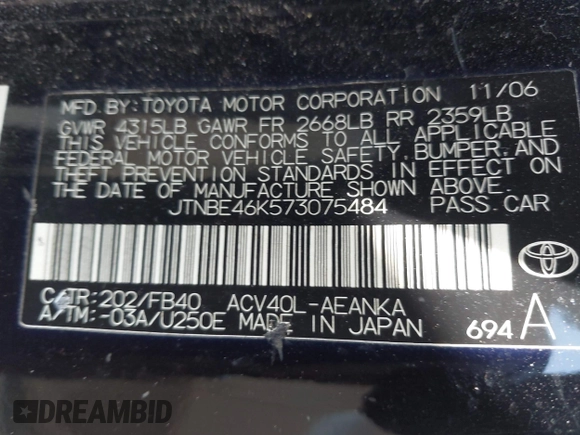 MFD.BY:TOYOTA MOTOR CORPORATION 11/06
GVWR 4315LB GAWR FR 2668LB RR 2359LB
THIS VEHICLE CONFORMS TO ALL APPLICABLE
FEDERAL MOTOR VEHICLE SAFETY, BUMPER, AND
THEFT PREVENTION STANDARDS IN EFFECT ON
THE DATE OF MANUFACTURE SHOWN ABOVE.
JTNBE46K573075484 PASS.CAR
C/TR:202/FB40 ACV40L-AEANKA
A/TM:-03A/U250E MADE IN JAPAN 694 A
DREAMBID